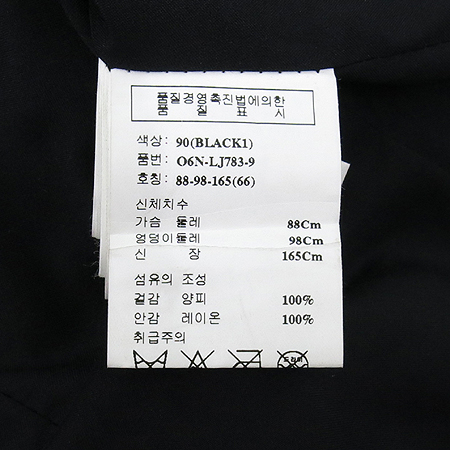 품질경영촉진법에의한
품 질 표 시
색상: 90(BLACK1)
품번: O6N-LJ783-9
호칭: 88-98-165(66)
신체치수
가슴 둘레 88Cm
엉덩이둘레 98Cm
신 장 165Cm
섬유의 조성
겉감 양피 100%
안감 레이온 100%
취급주의
드라이